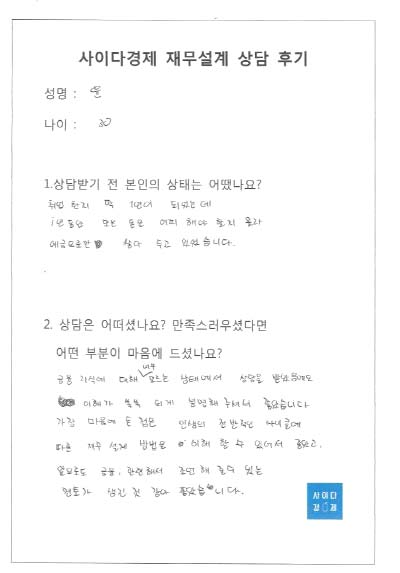 사이다경제 재무설계 상담 후기
성명 :
나이 : 30
1.상담받기 전 본인의 상태는 어땠나요?
취업 한지 딱 1년이 되었는데
1년동안 모은 돈을 어찌 해야 할지 몰라
예금으로만 쌓아 두고 있었습니다.
2. 상담은 어떠셨나요? 만족스러우셨다면
어떤 부분이 마음에 드셨나요?
금융 지식에 대해 너무 모르는 상태에서 상담을 받았음에도
이해가 쏙쏙 되게 설명해 주셔서 좋았습니다
가장 마음에 든 점은 인생의 전반적인 사이클에
따른 재무 설계 방법을 이해 할 수 있어서 좋았고,
앞으로도 금융 관련해서 조언 해 줄수 있는
멘토가 생긴 것 같아 좋았습니다.
사이다
경제